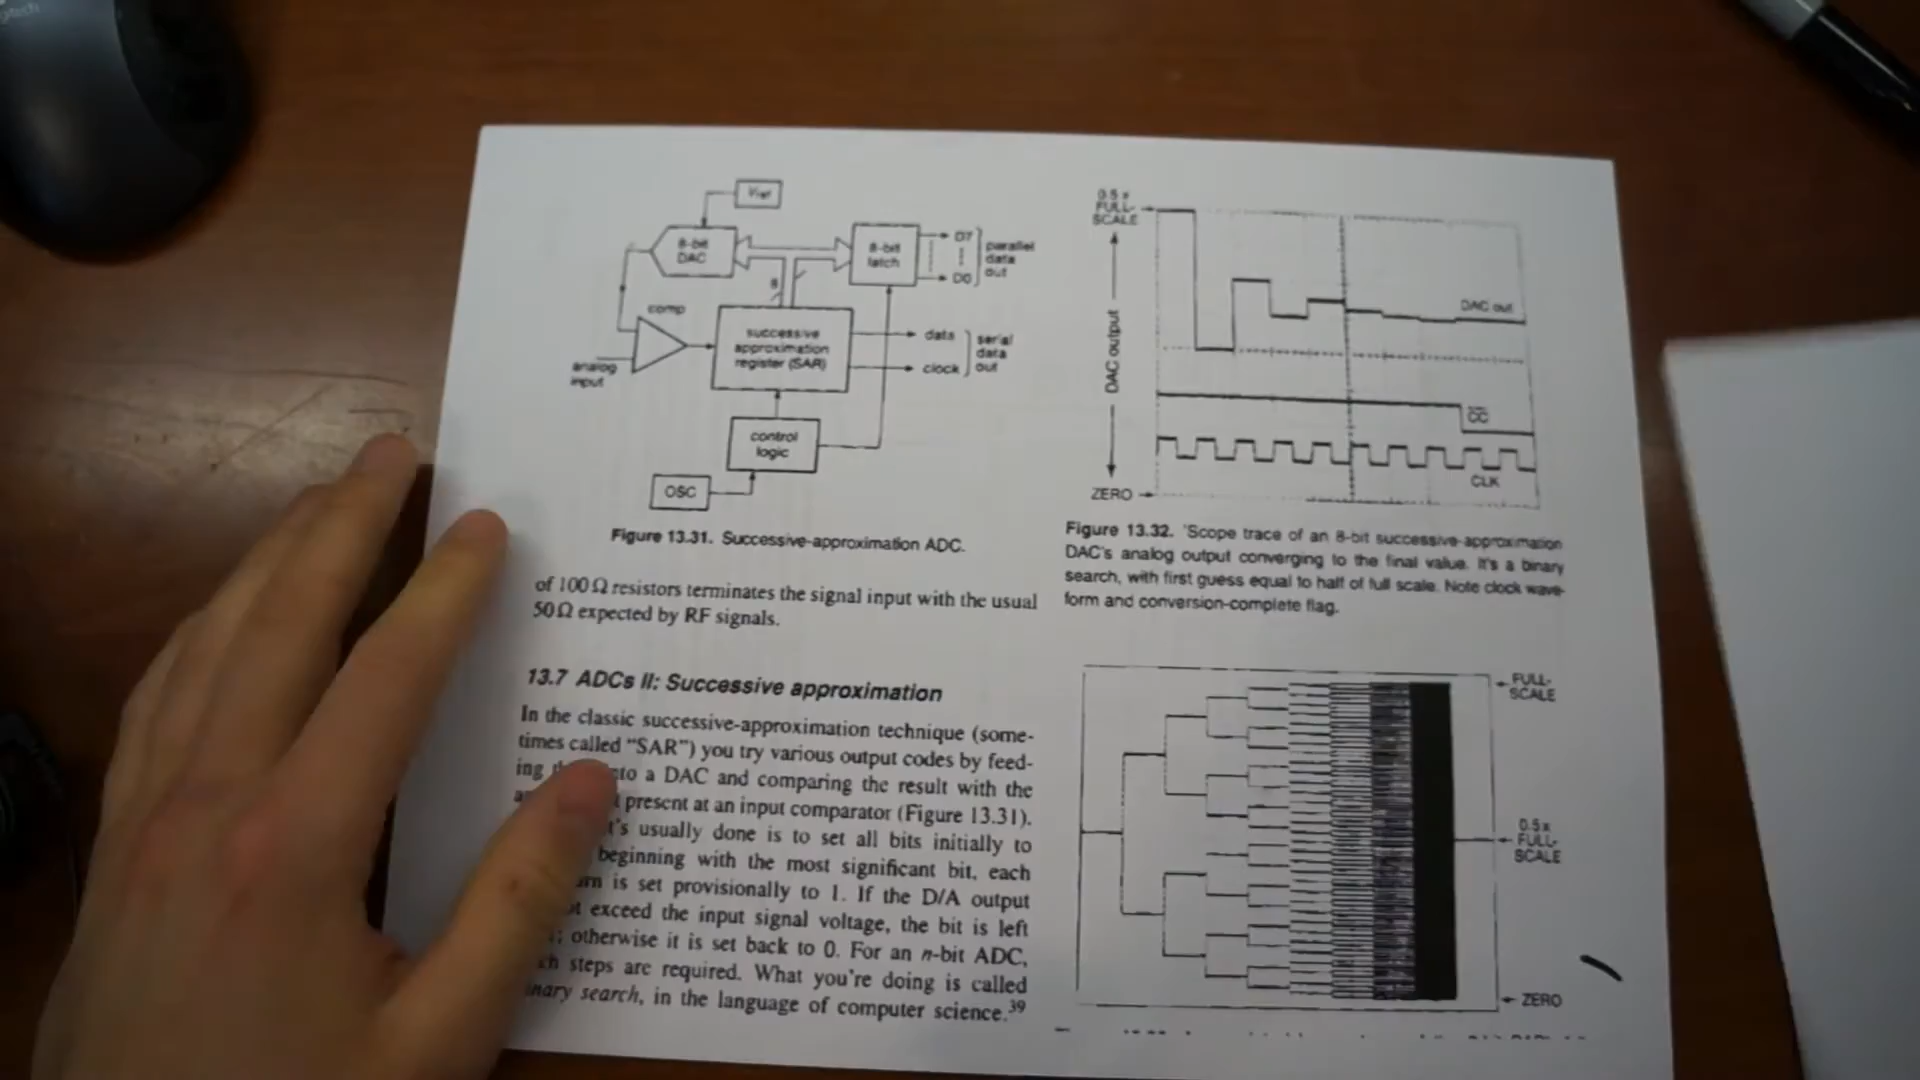 Vref
8-bit
DAC
8-bit
latch
D7
D0
parallel
data
out
8
comp
successive
approximation
register (SAR)
data
clock
serial
data
out
analog
input
control
logic
OSC
Figure 13.31. Successive-approximation ADC.
of 100 Ω resistors terminates the signal input with the usual
50 Ω expected by RF signals.
13.7 ADCs II: Successive approximation
In the classic successive-approximation technique (some-
times called “SAR”) you try various output codes by feed-
ing into a DAC and comparing the result with the
present at an input comparator (Figure 13.31).
usually done is to set all bits initially to
beginning with the most significant bit, each
is set provisionally to 1. If the D/A output
exceed the input signal voltage, the bit is left
; otherwise it is set back to 0. For an n-bit ADC,
steps are required. What you’re doing is called
search, in the language of computer science.39
0.5x
FULL-
SCALE
DAC output
ZERO
DAC out
CC
CLK
Figure 13.32. 'Scope trace of an 8-bit successive-approximation
DAC's analog output converging to the final value. It's a binary
search, with first guess equal to half of full scale. Note clock wave-
form and conversion-complete flag.
FULL-
SCALE
0.5x
FULL-
SCALE
ZERO